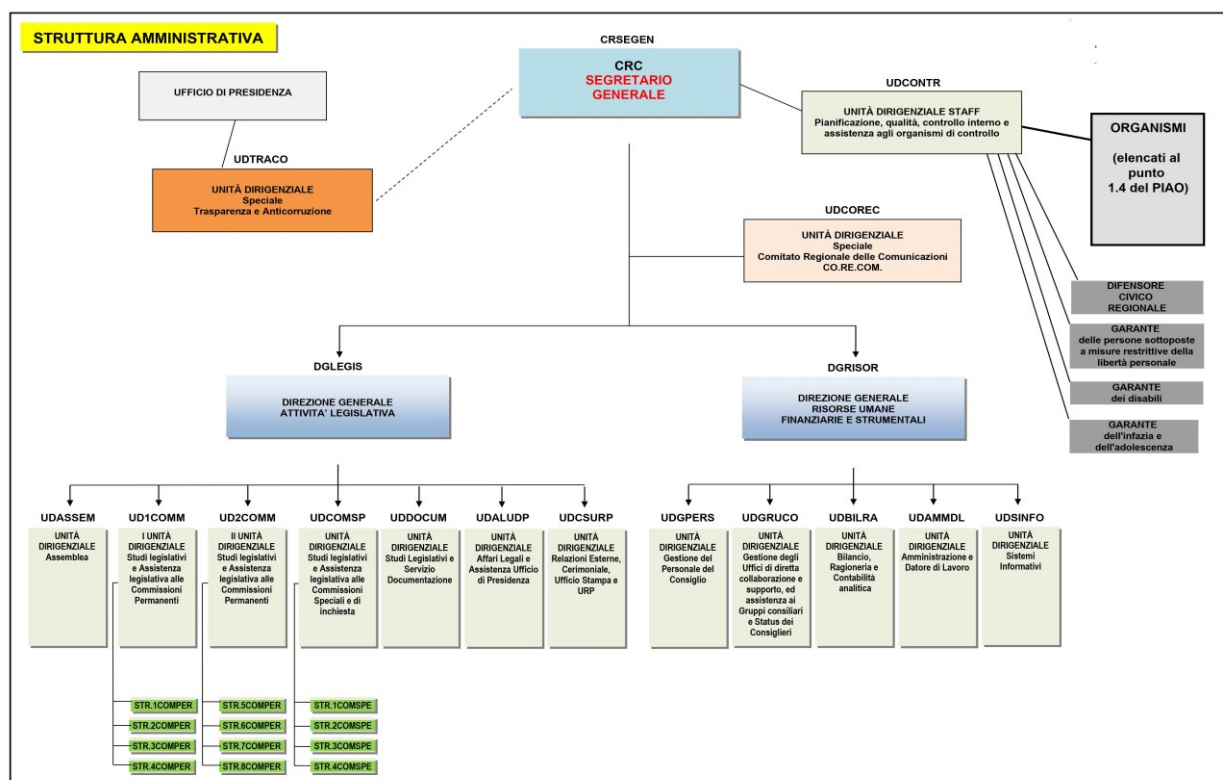 STRUTTURA AMMINISTRATIVA
CRSEGEN
CRC
SEGRETARIO
GENERALE
UFFICIO DI PRESIDENZA
UDCONTR
UNITÀ DIRIGENZIALE STAFF
Pianificazione, qualità, controllo interno e
assistenza agli organismi di controllo
ORGANISMI
(elencati al
punto
1.4 del PIAO)
UDTRACO
UNITÀ DIRIGENZIALE
Speciale
Trasparenza e Anticorruzione
UDCOREC
UNITÀ DIRIGENZIALE
Speciale
Comitato Regionale delle Comunicazioni
CO.RE.COM.
DIFENSORE
CIVICO
REGIONALE
GARANTE
delle persone sottoposte
a misure restrittive della
libertà personale
GARANTE
dei disabili
GARANTE
dell'infazia e
dell'adolescenza
DGLEGIS
DIREZIONE GENERALE
ATTIVITA' LEGISLATIVA
DGRISOR
DIREZIONE GENERALE
RISORSE UMANE
FINANZIARIE E STRUMENTALI
UDASSEM
UNITÀ
DIRIGENZIALE
Assemblea
UD1COMM
I UNITÀ
DIRIGENZIALE
Studi legislativi
e Assistenza
legislativa alle
Commissioni
Permanenti
UD2COMM
II UNITÀ
DIRIGENZIALE
Studi legislativi
e Assistenza
legislativa alle
Commissioni
Permanenti
UDCOMSP
UNITÀ
DIRIGENZIALE
Studi legislativi
e Assistenza
legislativa alle
Commissioni
Speciali e di
inchiesta
UDDOCUM
UNITÀ
DIRIGENZIALE
Studi Legislativi e
Servizio
Documentazione
UDALUDP
UNITÀ
DIRIGENZIALE
Affari Legali e
Assistenza Ufficio
di Presidenza
UDCSURP
UNITÀ
DIRIGENZIALE
Relazioni Esterne,
Cerimoniale,
Ufficio Stampa e
URP
UDGPERS
UNITÀ
DIRIGENZIALE
Gestione del
Personale del
Consiglio
UDGRUCO
UNITÀ
DIRIGENZIALE
Gestione degli
Uffici di diretta
collaborazione e
supporto, ed
assistenza ai
Gruppi consiliari
e Status dei
Consiglieri
UDBILRA
UNITÀ
DIRIGENZIALE
Bilancio,
Ragioneria e
Contabilità
analitica
UDAMMDL
UNITÀ
DIRIGENZIALE
Amministrazione e
Datore di Lavoro
UDSINFO
UNITÀ
DIRIGENZIALE
Sistemi
Informativi
STR.1COMPER
STR.2COMPER
STR.3COMPER
STR.4COMPER
STR.5COMPER
STR.6COMPER
STR.7COMPER
STR.8COMPER
STR.1COMSPE
STR.2COMSPE
STR.3COMSPE
STR.4COMSPE